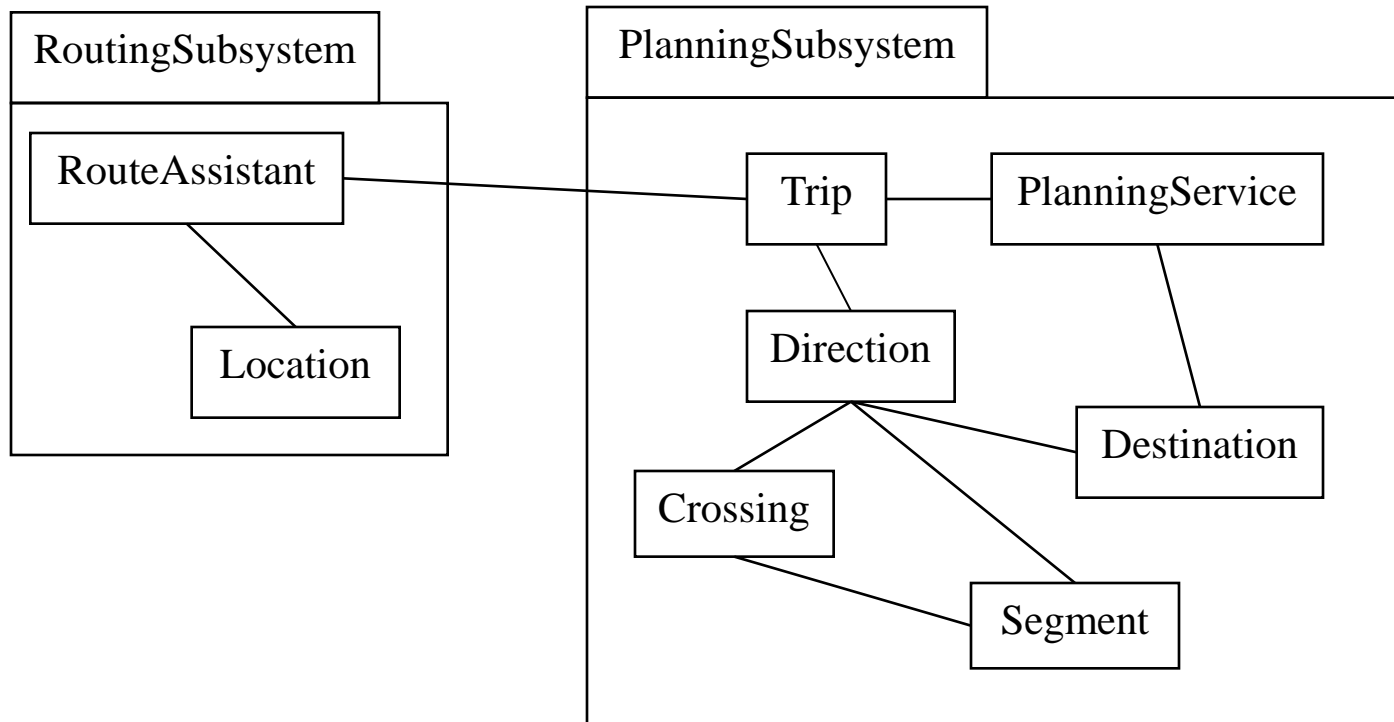 RoutingSubsystem
PlanningSubsystem
RouteAssistant
Trip
PlanningService
Location
Direction
Destination
Crossing
Segment